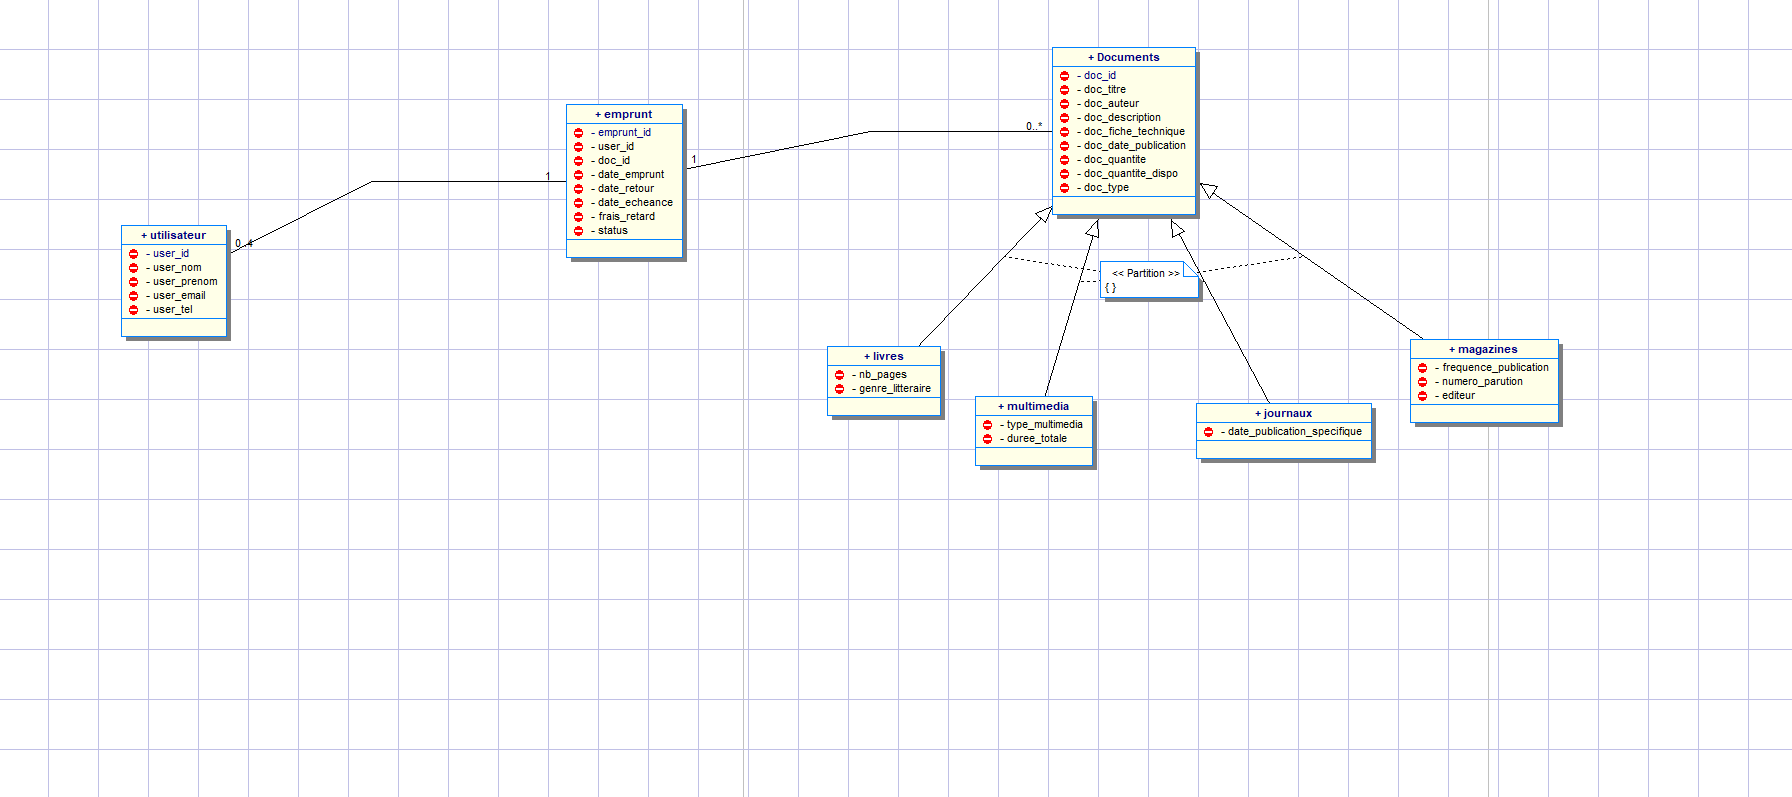 + Documents
- doc_id
- doc_titre
- doc_auteur
- doc_description
- doc_fiche_technique
- doc_date_publication
- doc_quantite
- doc_quantite_dispo
- doc_type
+ emprunt
- emprunt_id
- user_id
- doc_id
- date_emprunt
- date_retour
- date_echeance
- frais_retard
- status
0..*
1
1
0..4
+ utilisateur
- user_id
- user_nom
- user_prenom
- user_email
- user_tel
<< Partition >>
{ }
+ livres
- nb_pages
- genre_litteraire
+ multimedia
- type_multimedia
- duree_totale
+ journaux
- date_publication_specifique
+ magazines
- frequence_publication
- numero_parution
- editeur